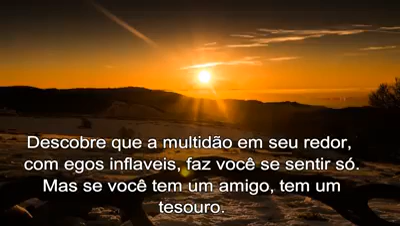 Descobre que a multidão em seu redor,
com egos inflaveis, faz você se sentir só.
Mas se você tem um amigo, tem um
tesouro.